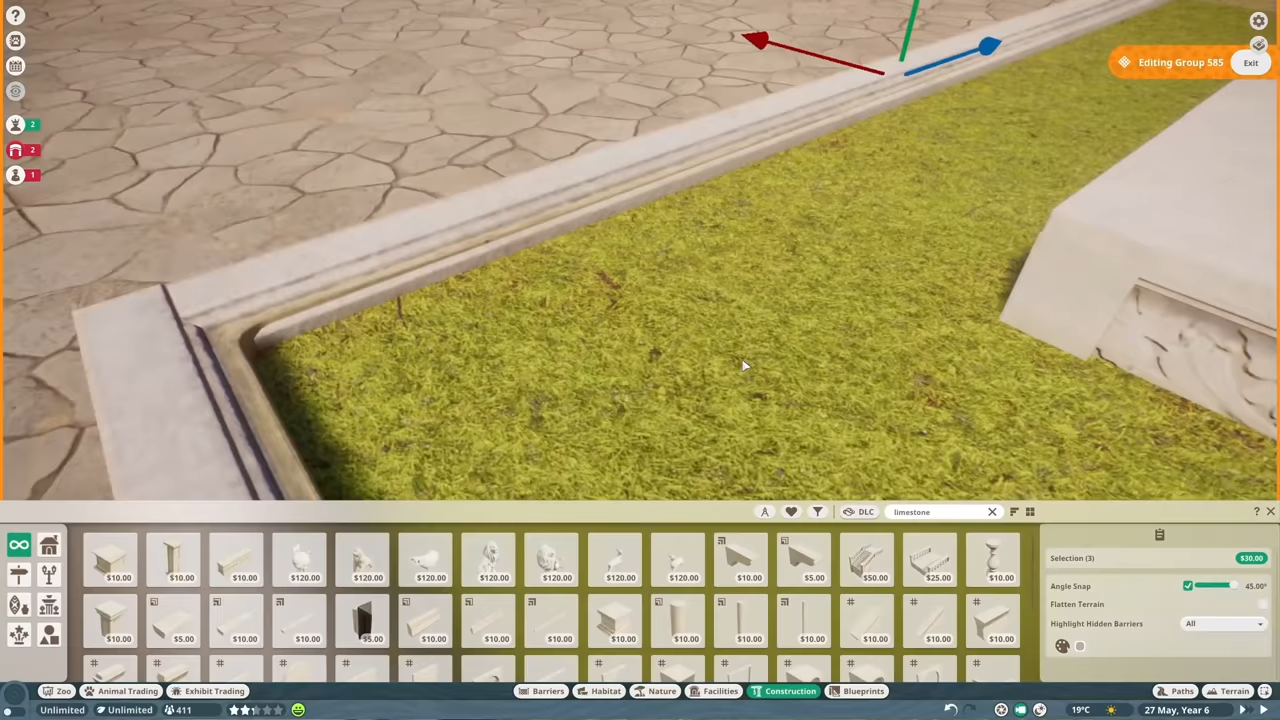 ?
Editing Group 585
Exit
2
2
1
DLC
limestone
?
$10.00 $10.00 $10.00 $120.00 $120.00 $120.00 $120.00 $120.00 $120.00 $120.00 $10.00 $5.00 $50.00 $25.00 $10.00
$10.00 $5.00 $10.00 $10.00 $5.00 $10.00 $10.00 $10.00 $10.00 $10.00 $10.00 $10.00 $10.00 $10.00 $10.00
Selection (3)
$30.00
Angle Snap
45.00°
Flatten Terrain
Highlight Hidden Barriers
All
Zoo
Animal Trading
Exhibit Trading
Barriers
Habitat
Nature
Facilities
Construction
Blueprints
Paths
Terrain
Unlimited
Unlimited
411
19°C
27 May, Year 6